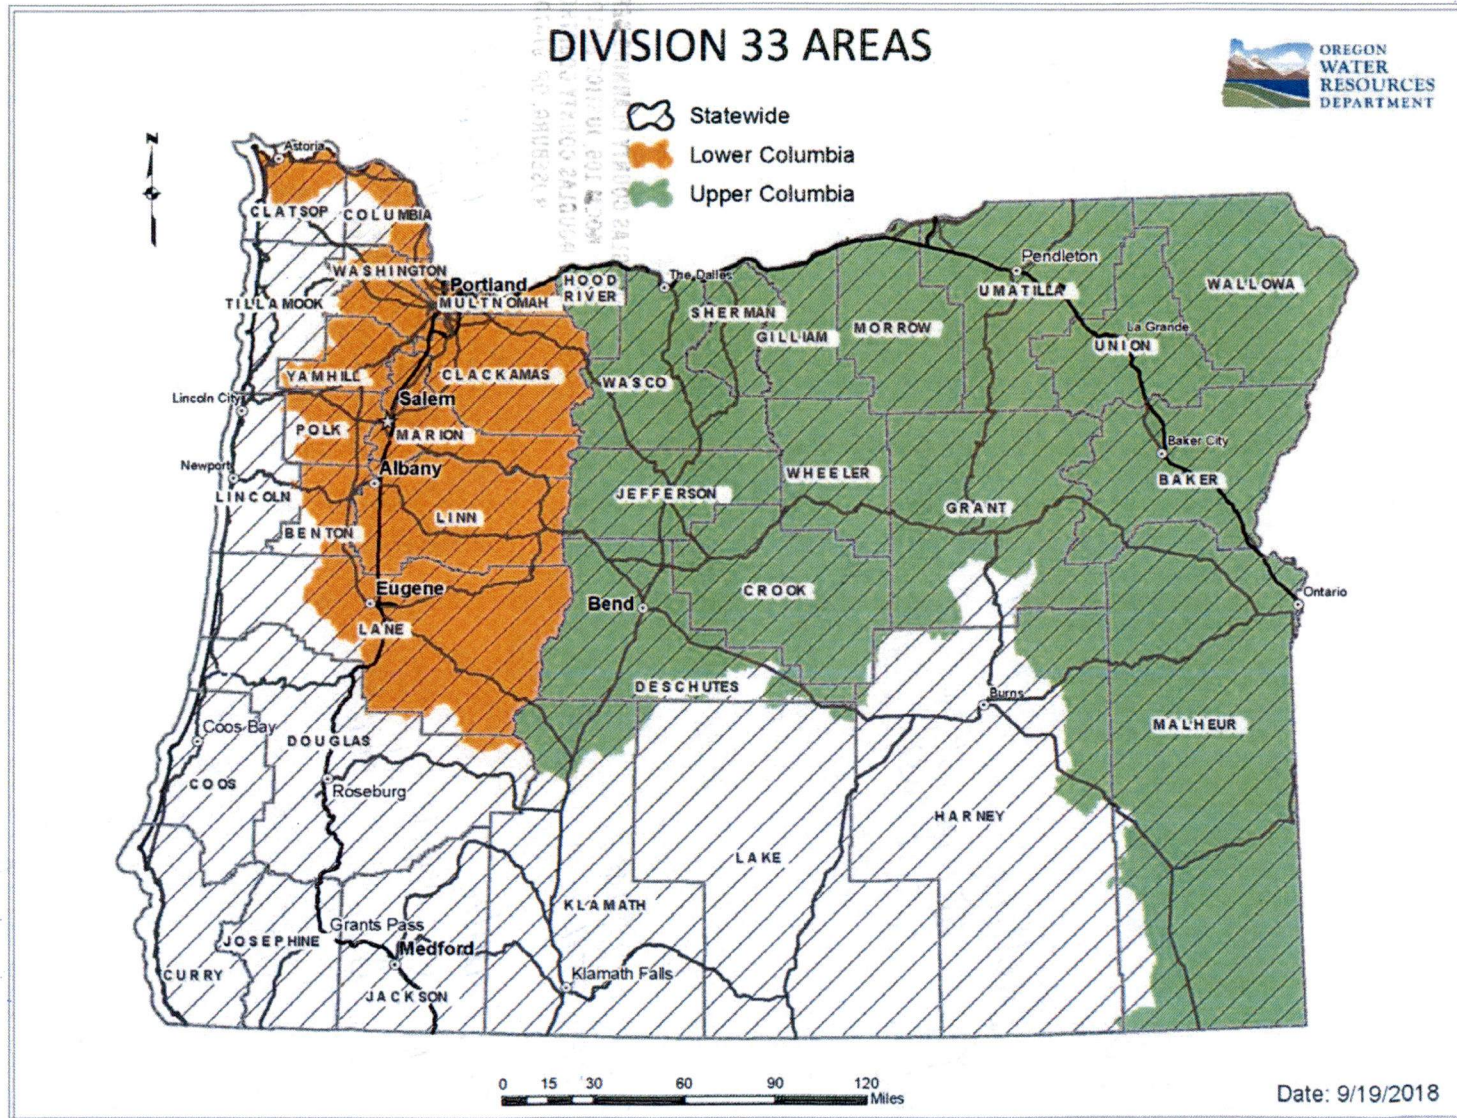 DIVISION 33 AREAS
OREGON
WATER
RESOURCES
DEPARTMENT
Statewide
Lower Columbia
Upper Columbia
N
Astoria
CLATSOP
COLUMBIA
WASHINGTON
Portland
HOOD
RIVER
The Dalles
Pendleton
TILLAMOOK
MULTNOMAH
SHERMAN
UMATILLA
WALLOWA
GILLIAM
MORROW
La Grande
UNION
YAMHILL
CLACKAMAS
WASCO
Lincoln City
Salem
POLK
MARION
Baker City
Newport
Albany
WHEELER
BAKER
LINCOLN
JEFFERSON
GRANT
BENTON
LINN
Eugene
CROOK
Bend
Ontario
LANE
DESCHUTES
Burns
Coos Bay
DOUGLAS
MALHEUR
COOS
Roseburg
HARNEY
LAKE
KLAMATH
Grants Pass
JOSEPHINE
Medford
CURRY
Klamath Falls
JACKSON
0 15 30 60 90 120
Miles
Date: 9/19/2018